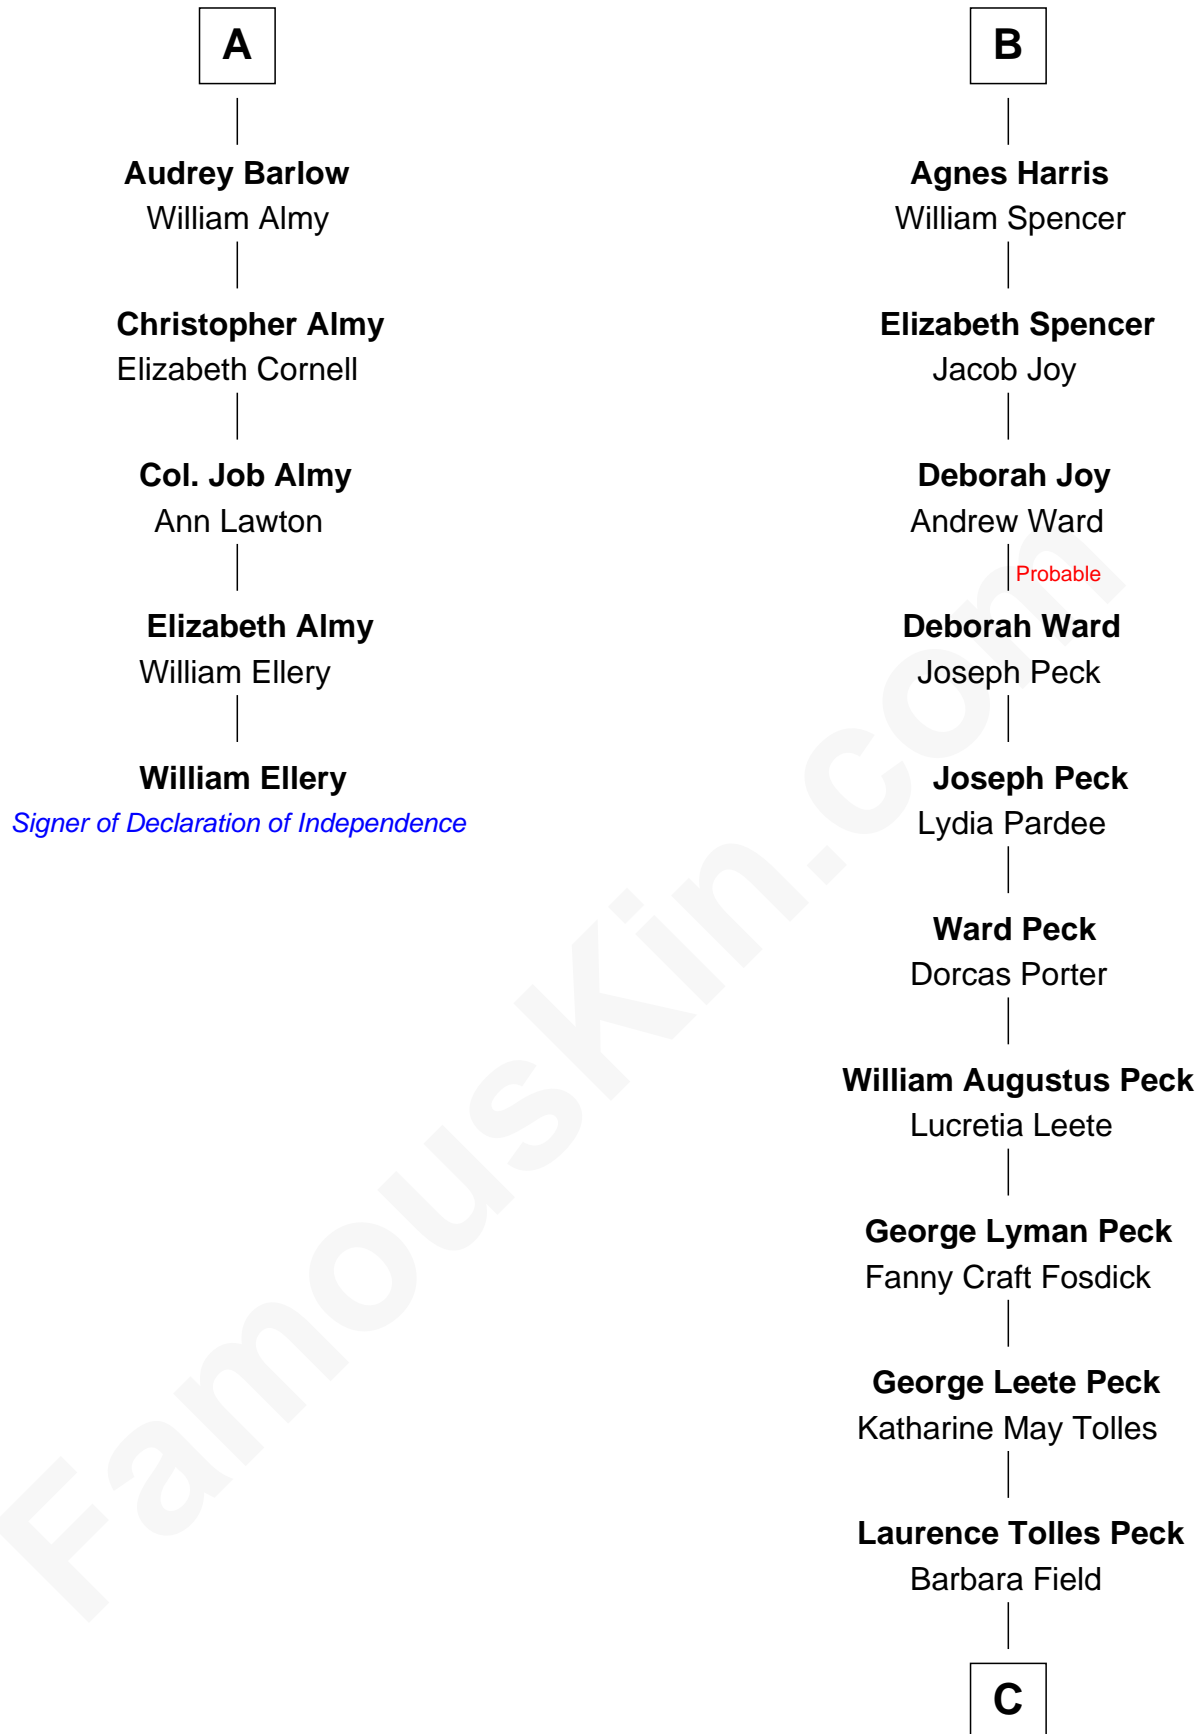 A
Audrey Barlow
William Almy
Christopher Almy
Elizabeth Cornell
Col. Job Almy
Ann Lawton
Elizabeth Almy
William Ellery
William Ellery
Signer of Declaration of Independence
B
Agnes Harris
William Spencer
Elizabeth Spencer
Jacob Joy
Deborah Joy
Andrew Ward
Probable
Deborah Ward
Joseph Peck
Joseph Peck
Lydia Pardee
Ward Peck
Dorcas Porter
William Augustus Peck
Lucretia Leete
George Lyman Peck
Fanny Craft Fosdick
George Leete Peck
Katharine May Tolles
Laurence Tolles Peck
Barbara Field
C
FamousKin.com